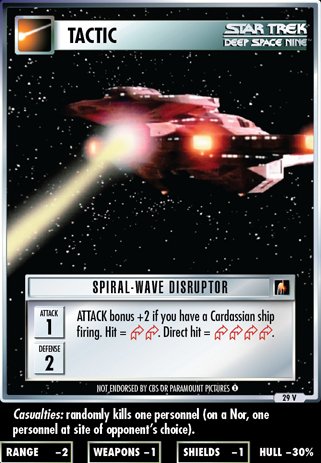 TACTIC
STAR TREK
DEEP SPACE NINE
SPIRAL-WAVE DISRUPTOR
ATTACK
1
DEFENSE
2
ATTACK bonus +2 if you have a Cardassian ship
firing. Hit = . Direct hit = .
NOT ENDORSED BY CBS OR PARAMOUNT PICTURES
29 V
Casualties: randomly kills one personnel (on a Nor, one
personnel at site of opponent's choice).
RANGE -2 WEAPONS -1 SHIELDS -1 HULL -30%